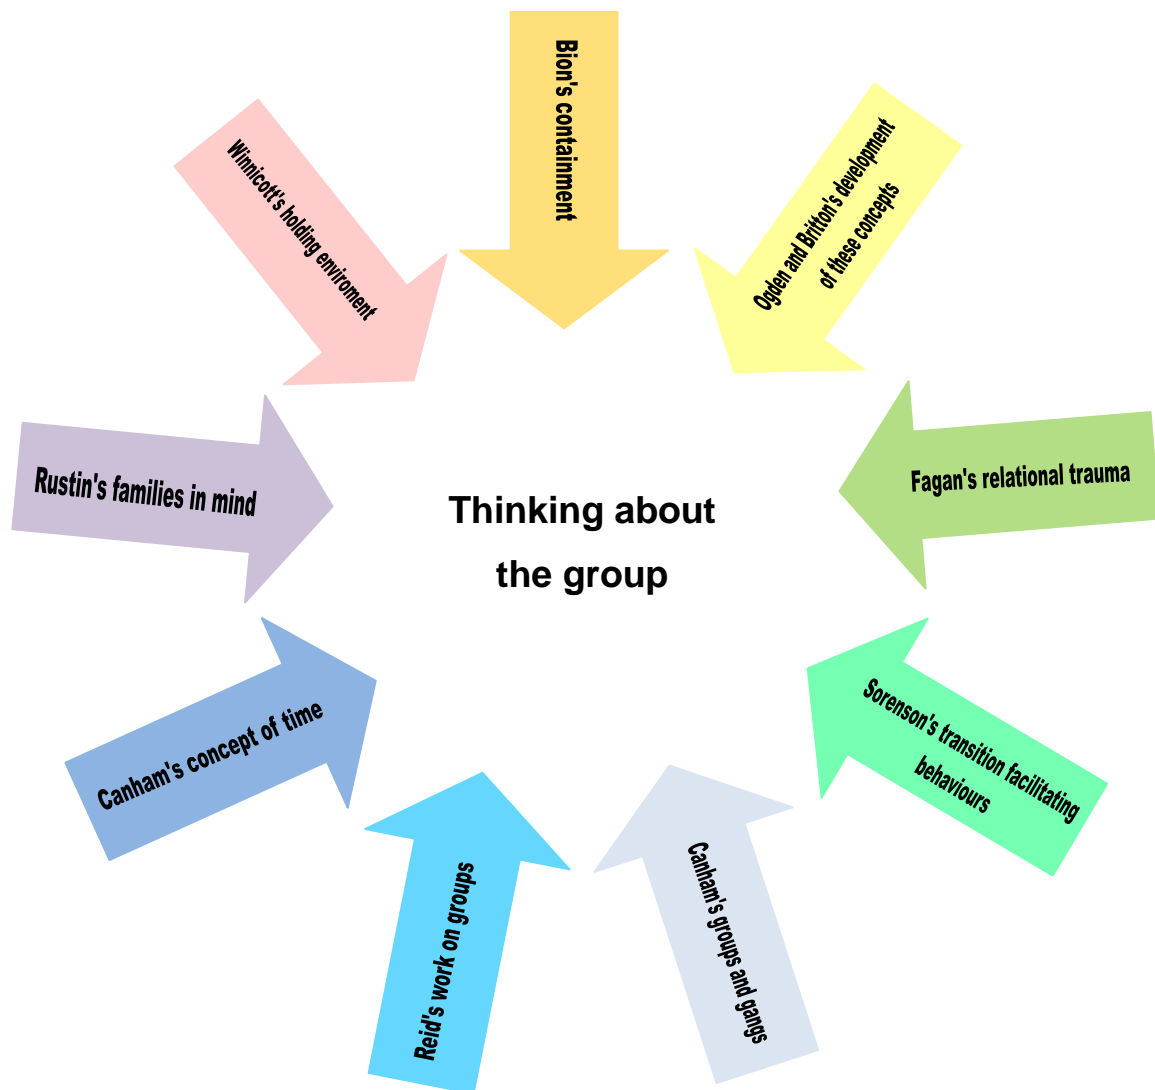 Bion's containment
Ogden and Britton's development
of these concepts
Fagan's relational trauma
Sorenson's transition facilitating
behaviours
Canham's groups and gangs
Reid's work on groups
Canham's concept of time
Rustin's families in mind
Winnicott's holding enviroment
Thinking about
the group